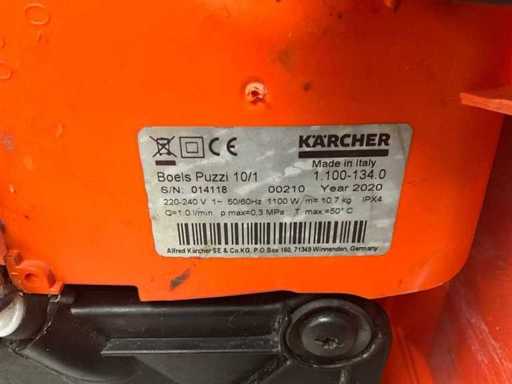 CE KÄRCHER
Made in Italy
Boels Puzzi 10/1 1.100-134.0
S/N: 014118 00210 Year 2020
220-240 V 1~ 50/60Hz 1100 W m= 10,7 kg IPX4
Q=1.0 l/min p max=0,3 MPa T max.=50° C
Alfred Kärcher SE & Co.KG, P.O Box 160, 71349 Winnenden, Germany